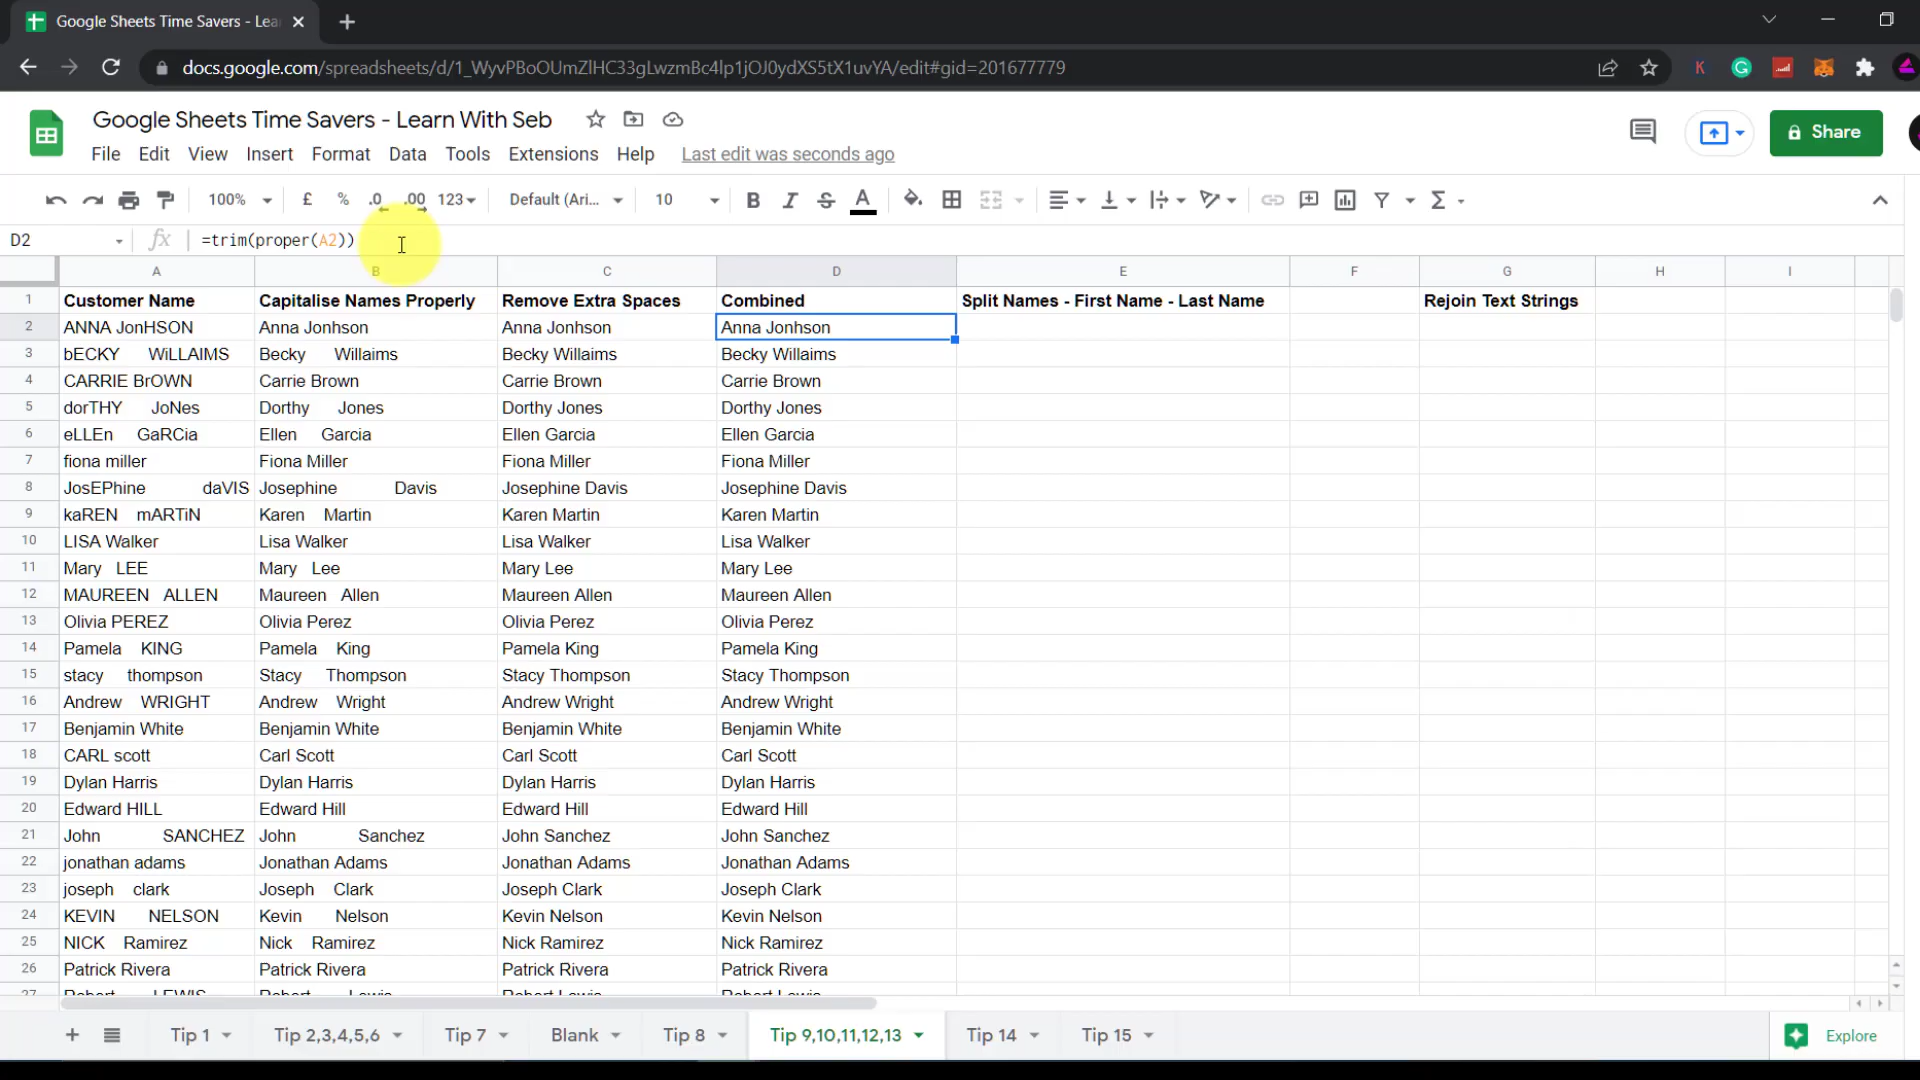 Google Sheets Time Savers - Lea
docs.google.com/spreadsheets/d/1_WyvPBoOUmZlHC33gLwzmBc4lp1jOJ0ydXS5tX1uvYA/edit#gid=201677779
Google Sheets Time Savers - Learn With Seb
Share
File Edit View Insert Format Data Tools Extensions Help Last edit was seconds ago
100% £ % .0 .00 123 Default (Ari... 10 B I S A Σ
D2 fx =trim(proper(A2))
A B C D E F G H I
1 Customer Name Capitalise Names Properly Remove Extra Spaces Combined Split Names - First Name - Last Name Rejoin Text Strings
2 ANNA JonHSON Anna Jonhson Anna Jonhson Anna Jonhson
3 bECKY WiLLAIMS Becky Willaims Becky Willaims Becky Willaims
4 CARRIE BrOWN Carrie Brown Carrie Brown Carrie Brown
5 dorTHY JoNes Dorthy Jones Dorthy Jones Dorthy Jones
6 eLLEn GaRCia Ellen Garcia Ellen Garcia Ellen Garcia
7 fiona miller Fiona Miller Fiona Miller Fiona Miller
8 JosEPhine daVIS Josephine Davis Josephine Davis Josephine Davis
9 kaREN mARTiN Karen Martin Karen Martin Karen Martin
10 LISA Walker Lisa Walker Lisa Walker Lisa Walker
11 Mary LEE Mary Lee Mary Lee Mary Lee
12 MAUREEN ALLEN Maureen Allen Maureen Allen Maureen Allen
13 Olivia PEREZ Olivia Perez Olivia Perez Olivia Perez
14 Pamela KING Pamela King Pamela King Pamela King
15 stacy thompson Stacy Thompson Stacy Thompson Stacy Thompson
16 Andrew WRIGHT Andrew Wright Andrew Wright Andrew Wright
17 Benjamin White Benjamin White Benjamin White Benjamin White
18 CARL scott Carl Scott Carl Scott Carl Scott
19 Dylan Harris Dylan Harris Dylan Harris Dylan Harris
20 Edward HILL Edward Hill Edward Hill Edward Hill
21 John SANCHEZ John Sanchez John Sanchez John Sanchez
22 jonathan adams Jonathan Adams Jonathan Adams Jonathan Adams
23 joseph clark Joseph Clark Joseph Clark Joseph Clark
24 KEVIN NELSON Kevin Nelson Kevin Nelson Kevin Nelson
25 NICK Ramirez Nick Ramirez Nick Ramirez Nick Ramirez
26 Patrick Rivera Patrick Rivera Patrick Rivera Patrick Rivera
27 Robert LEWIS Robert Lewis Robert Lewis Robert Lewis
Tip 1 Tip 2,3,4,5,6 Tip 7 Blank Tip 8 Tip 9,10,11,12,13 Tip 14 Tip 15 Explore